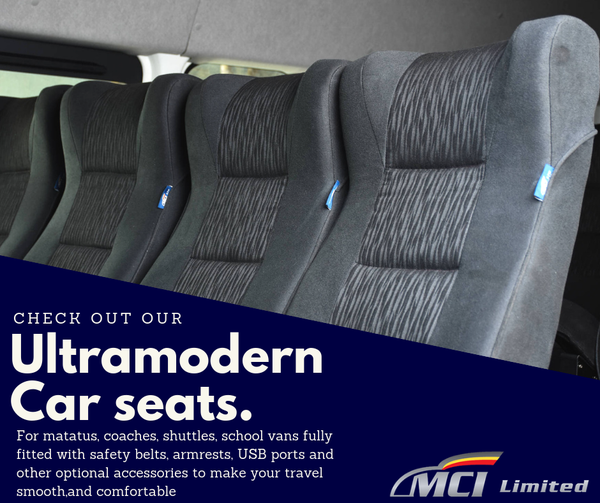 CHECK OUT OUR
Ultramodern
Car seats.
For matatus, coaches, shuttles, school vans fully
fitted with safety belts, armrests, USB ports and
other optional accessories to make your travel
smooth,and comfortable
MCI Limited